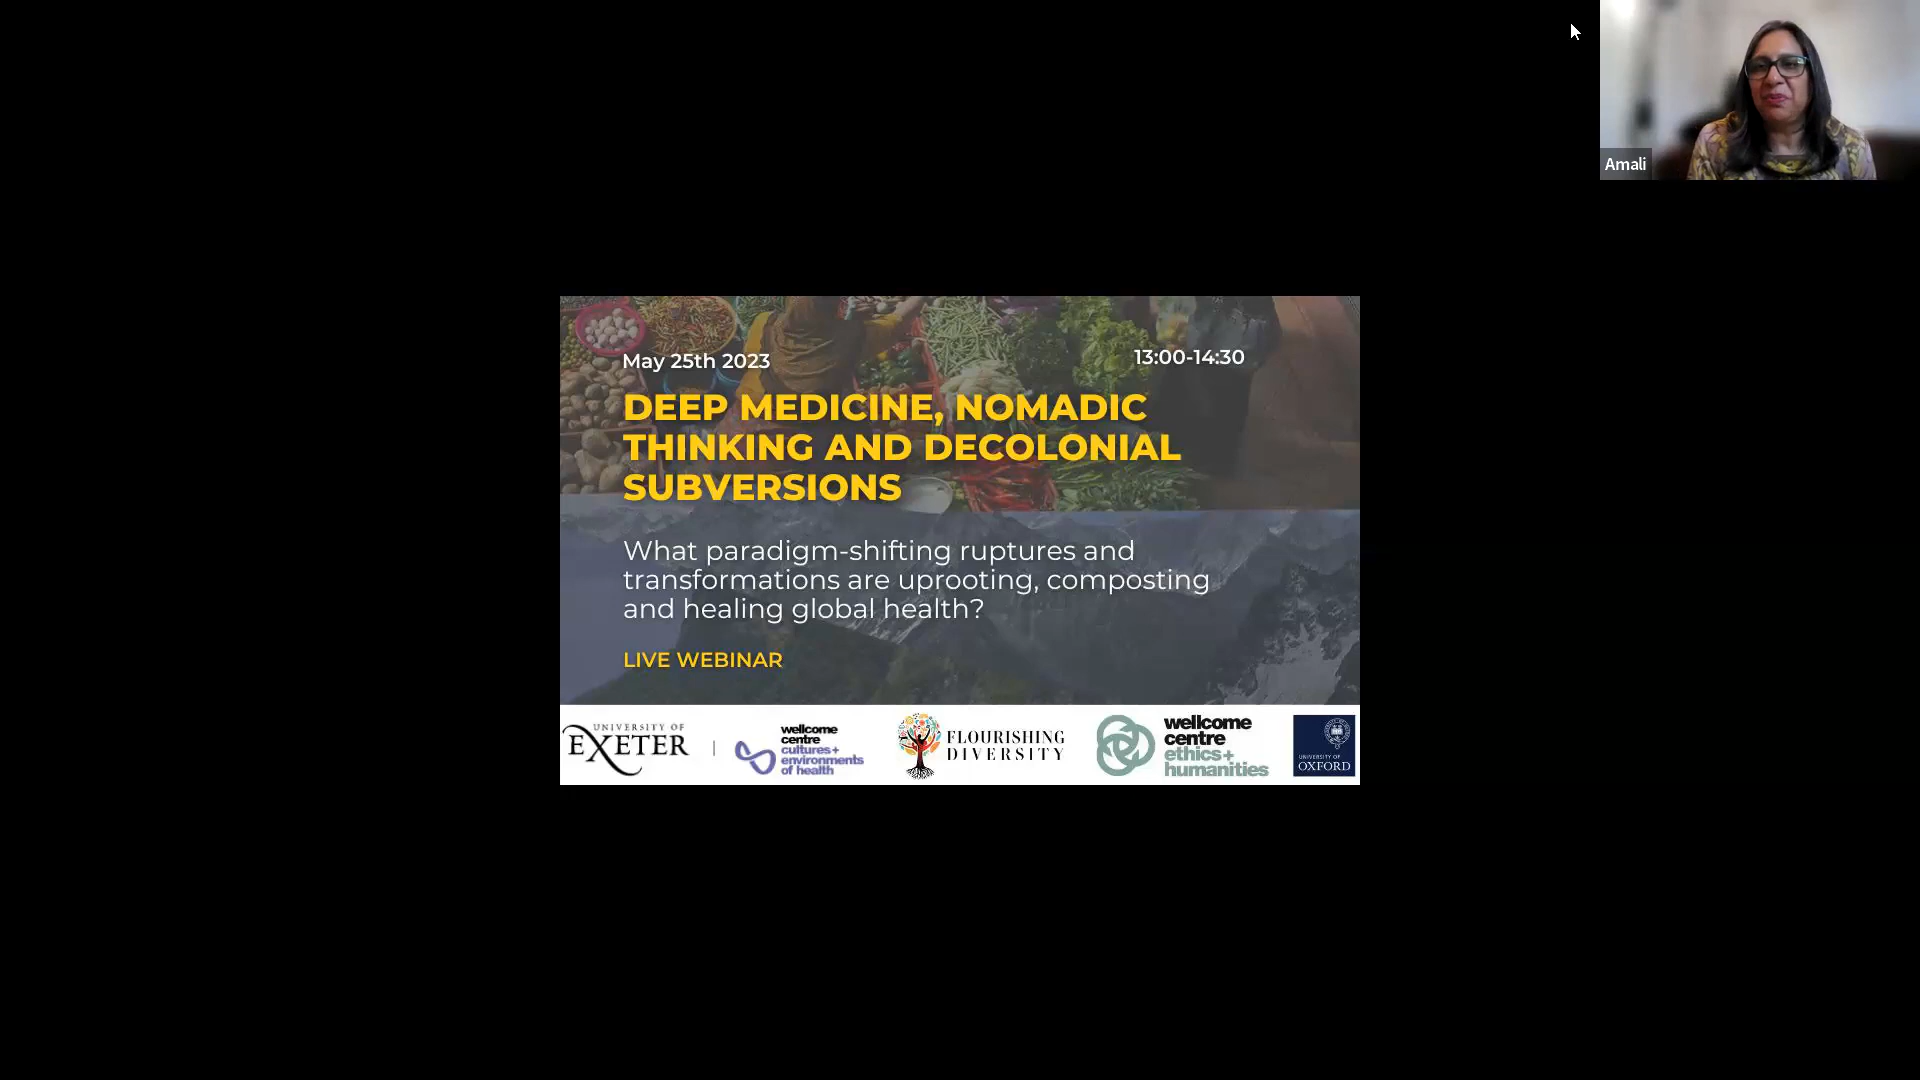 Amali
May 25th 2023
13:00-14:30
DEEP MEDICINE, NOMADIC
THINKING AND DECOLONIAL
SUBVERSIONS
What paradigm-shifting ruptures and
transformations are uprooting, composting
and healing global health?
LIVE WEBINAR
UNIVERSITY OF
EXETER
wellcome
centre
cultures+
environments
of health
FLOURISHING
DIVERSITY
wellcome
centre
ethics+
humanities
UNIVERSITY OF
OXFORD